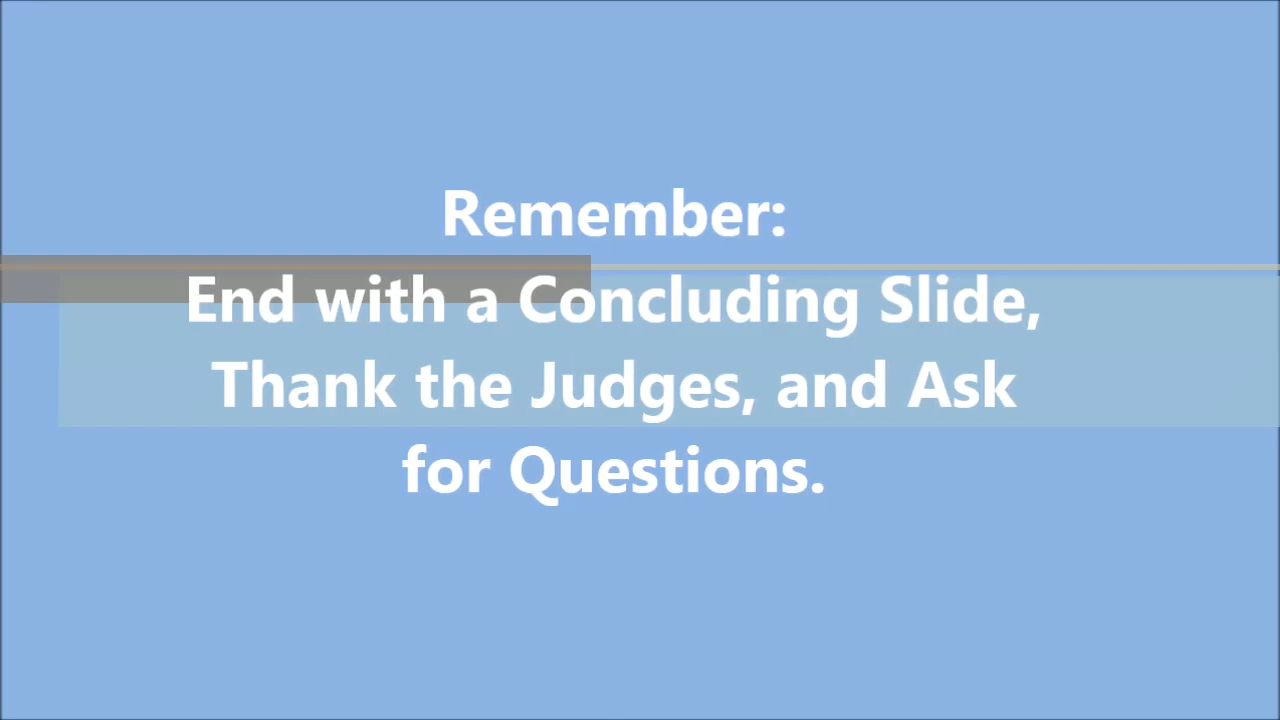 Remember:
End with a Concluding Slide,
Thank the Judges, and Ask
for Questions.